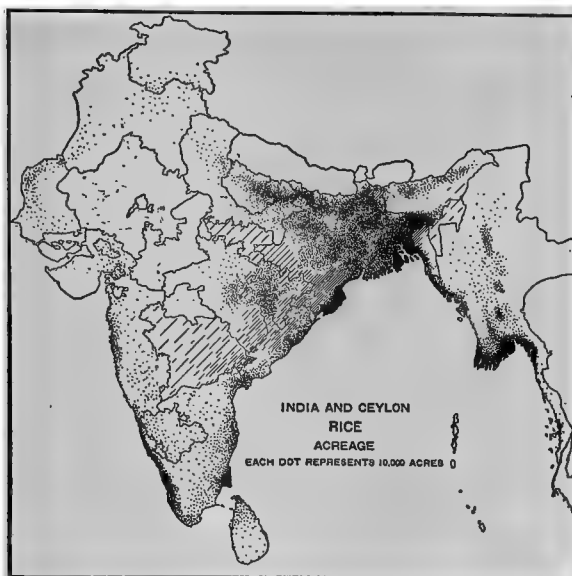 INDIA AND CEYLON
RICE
ACREAGE
EACH DOT REPRESENTS 10,000 ACRES